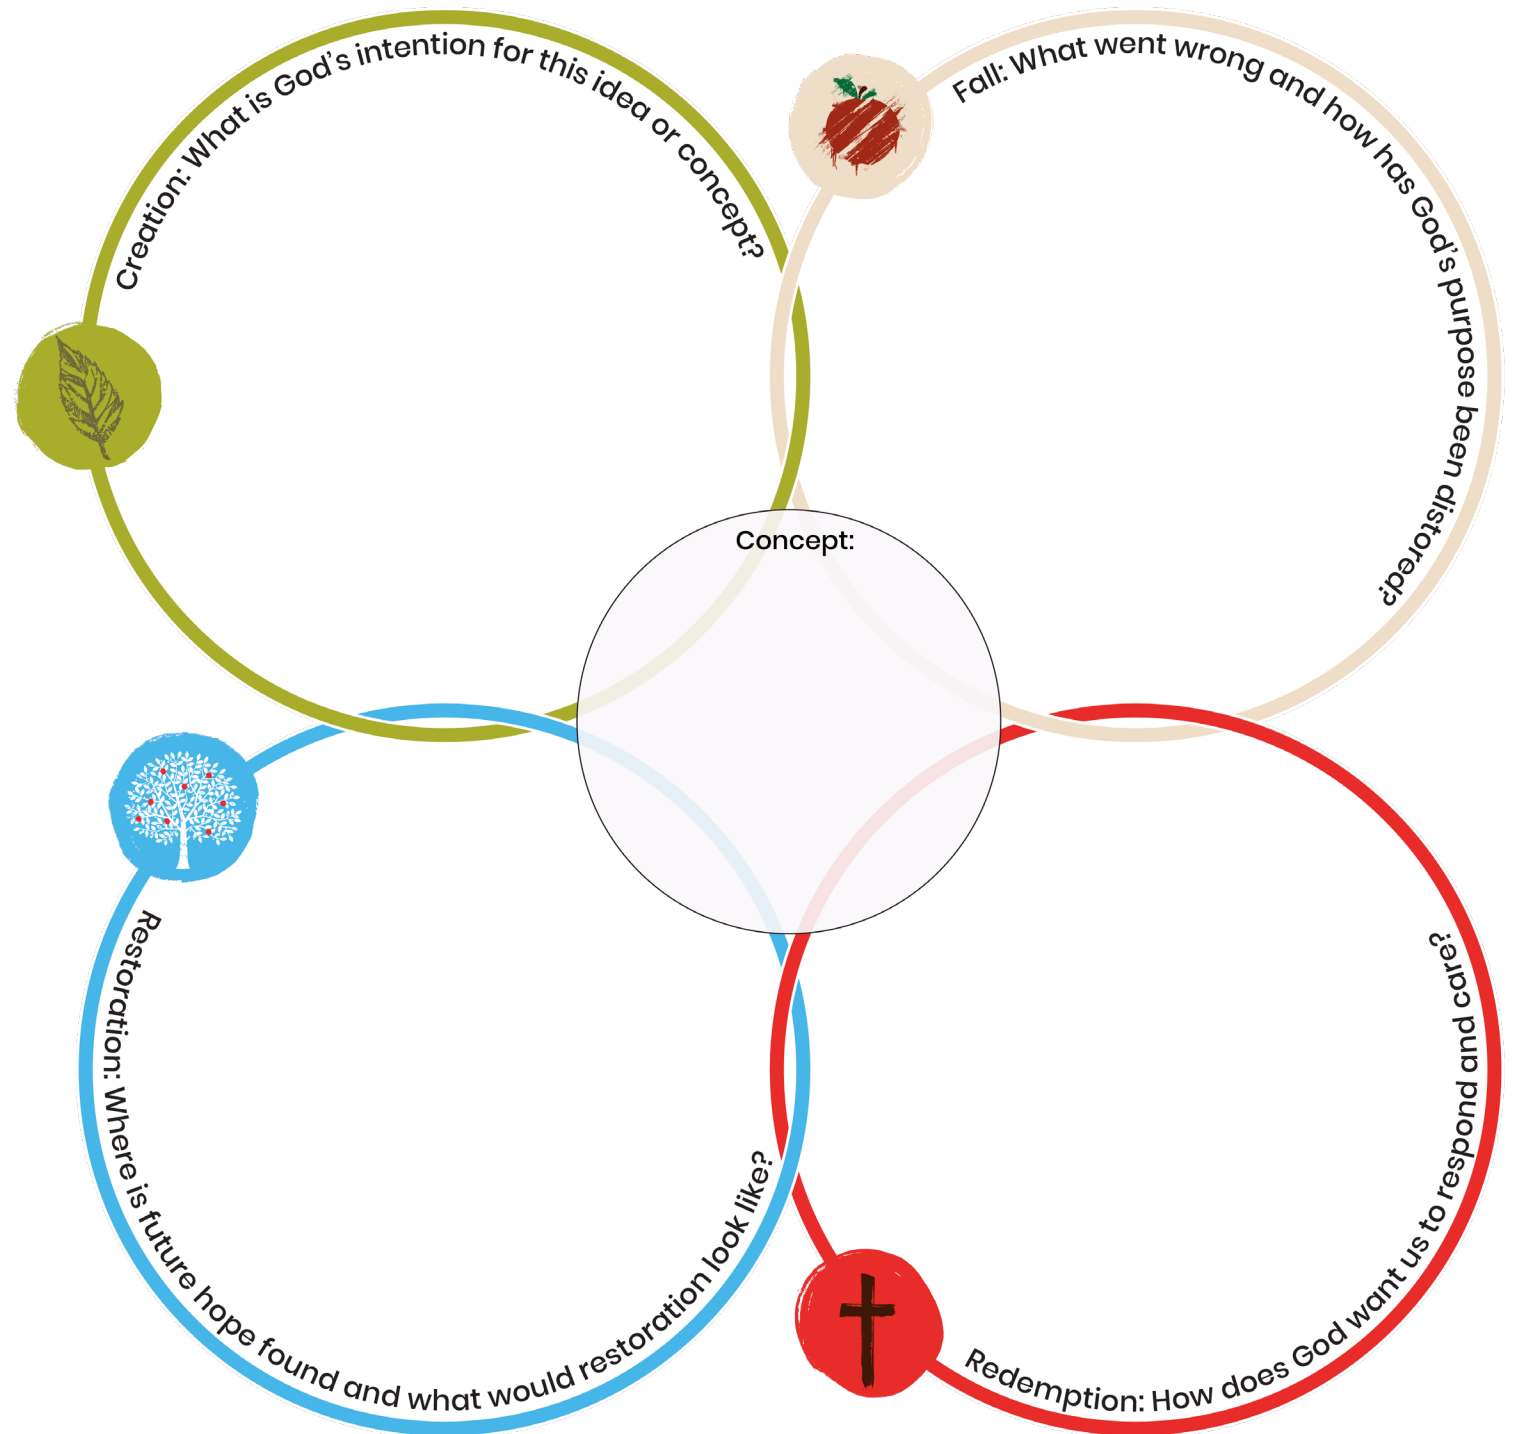 Creation: What is God's intention for this idea or concept?
Fall: What went wrong and how has God's purpose been distored?
Concept:
Restoration: Where is future hope found and what would restoration look like?
Redemption: How does God want us to respond and care?